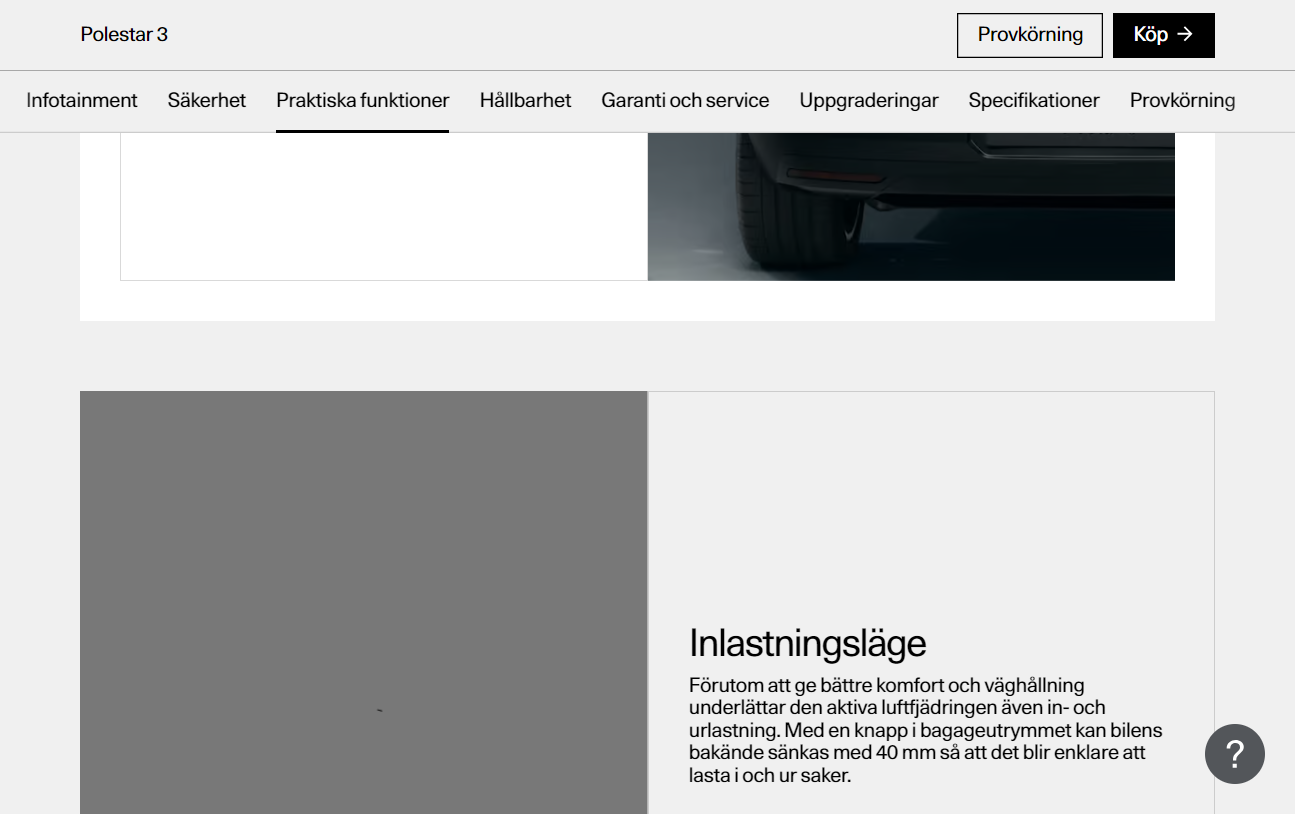 Polestar 3
Provkörning
Köp →
Infotainment
Säkerhet
Praktiska funktioner
Hållbarhet
Garanti och service
Uppgraderingar
Specifikationer
Provkörning
Inlastningsläge
Förutom att ge bättre komfort och väghållning
underlättar den aktiva luftfjädringen även in- och
urlastning. Med en knapp i bagageutrymmet kan bilens
bakände sänkas med 40 mm så att det blir enklare att
lasta i och ur saker.
?